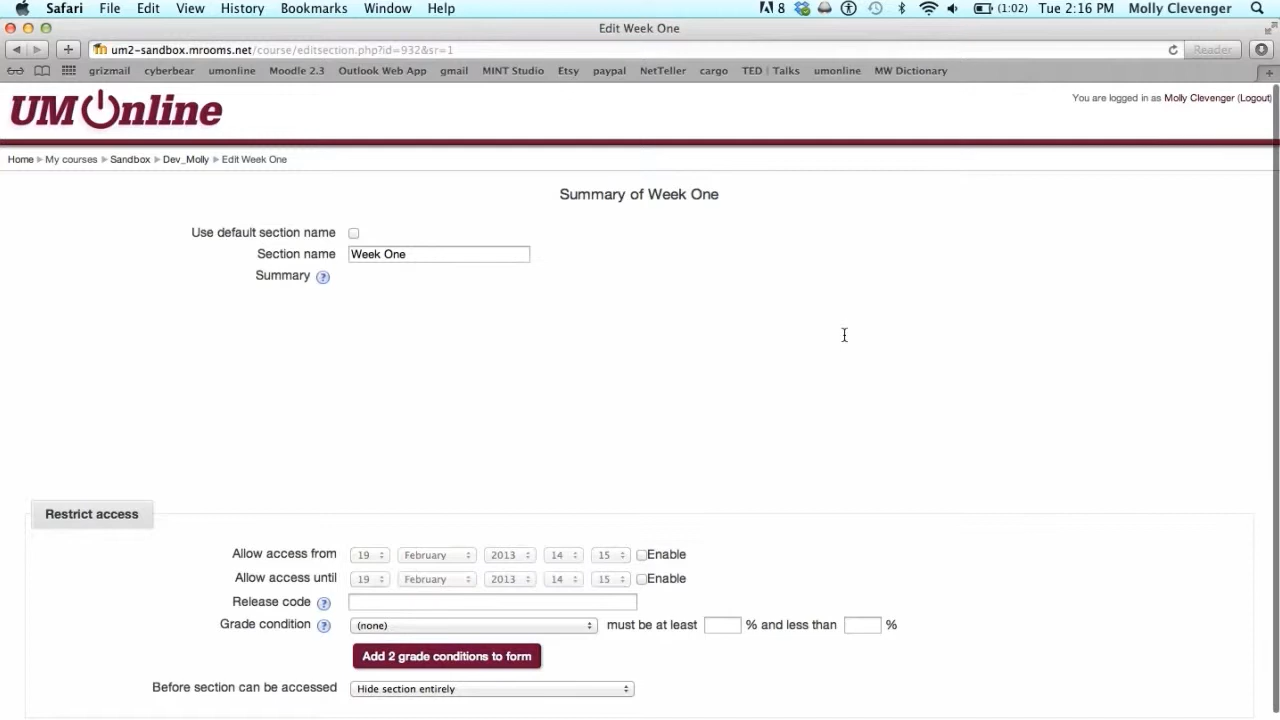 Safari File Edit View History Bookmarks Window Help 8 (1:02) Tue 2:16 PM Molly Clevenger
Edit Week One
um2-sandbox.mrooms.net/course/editsection.php?id=932&sr=1 Reader
grizmail cyberbear umonline Moodle 2.3 Outlook Web App gmail MINT Studio Etsy paypal NetTeller cargo TED | Talks umonline MW Dictionary
UMOnline
You are logged in as Molly Clevenger (Logout)
Home My courses Sandbox Dev_Molly Edit Week One
Summary of Week One
Use default section name
Section name Week One
Summary ?
Restrict access
Allow access from 19 February 2013 14 15 Enable
Allow access until 19 February 2013 14 15 Enable
Release code ?
Grade condition ? (none) must be at least % and less than %
Add 2 grade conditions to form
Before section can be accessed Hide section entirely